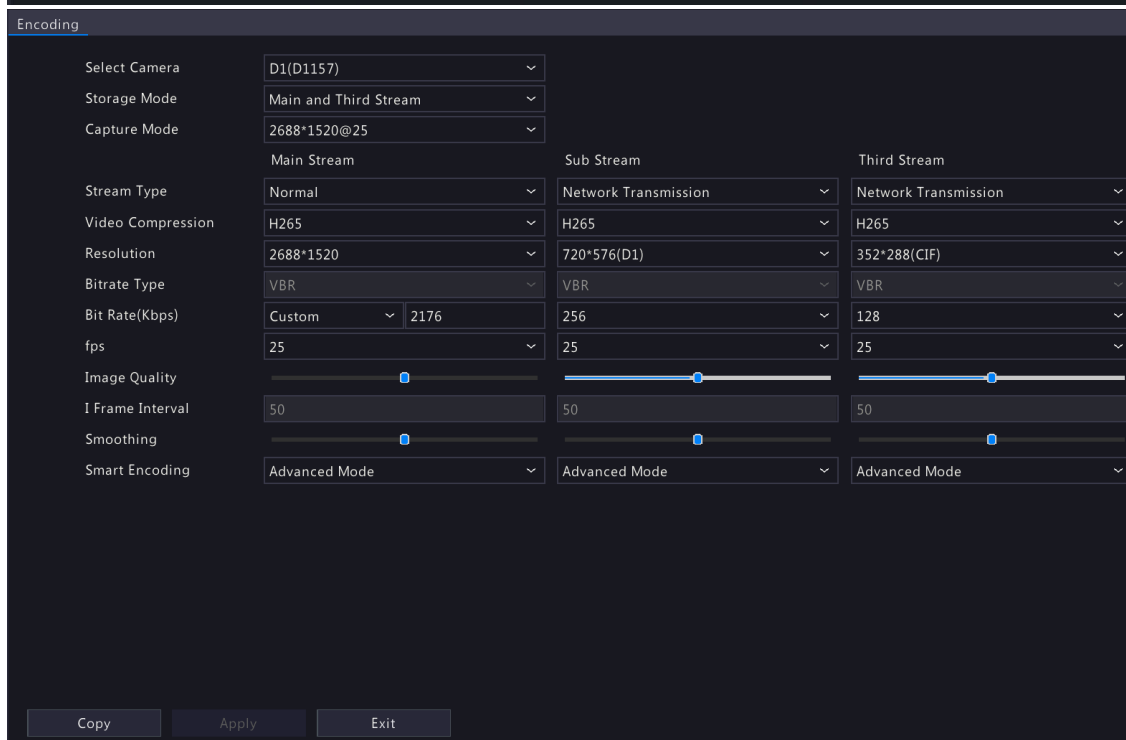 Encoding
Select Camera D1(D1157)
Storage Mode Main and Third Stream
Capture Mode 2688*1520@25
Main Stream Sub Stream Third Stream
Stream Type Normal Network Transmission Network Transmission
Video Compression H265 H265 H265
Resolution 2688*1520 720*576(D1) 352*288(CIF)
Bitrate Type VBR VBR VBR
Bit Rate(Kbps) Custom 2176 256 128
fps 25 25 25
Image Quality
I Frame Interval 50 50 50
Smoothing
Smart Encoding Advanced Mode Advanced Mode Advanced Mode
Copy Apply Exit